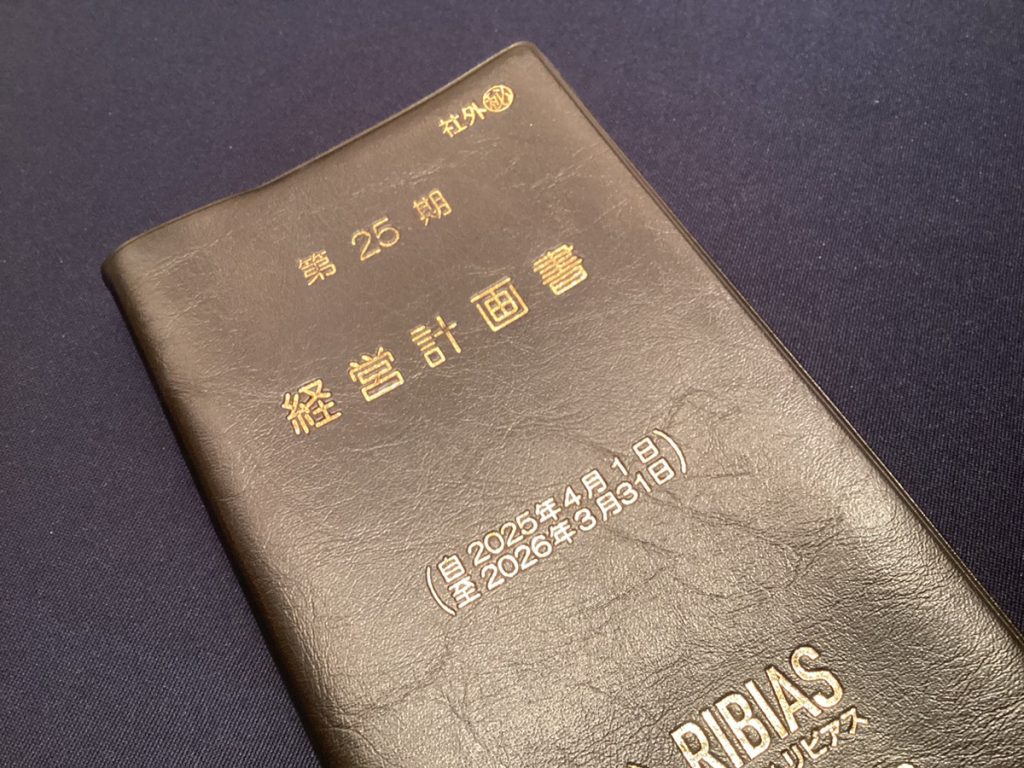 社外㊙
第25期
経営計画書
(自 2025年4月1日
至 2026年3月31日)
RIBIAS
リビアス